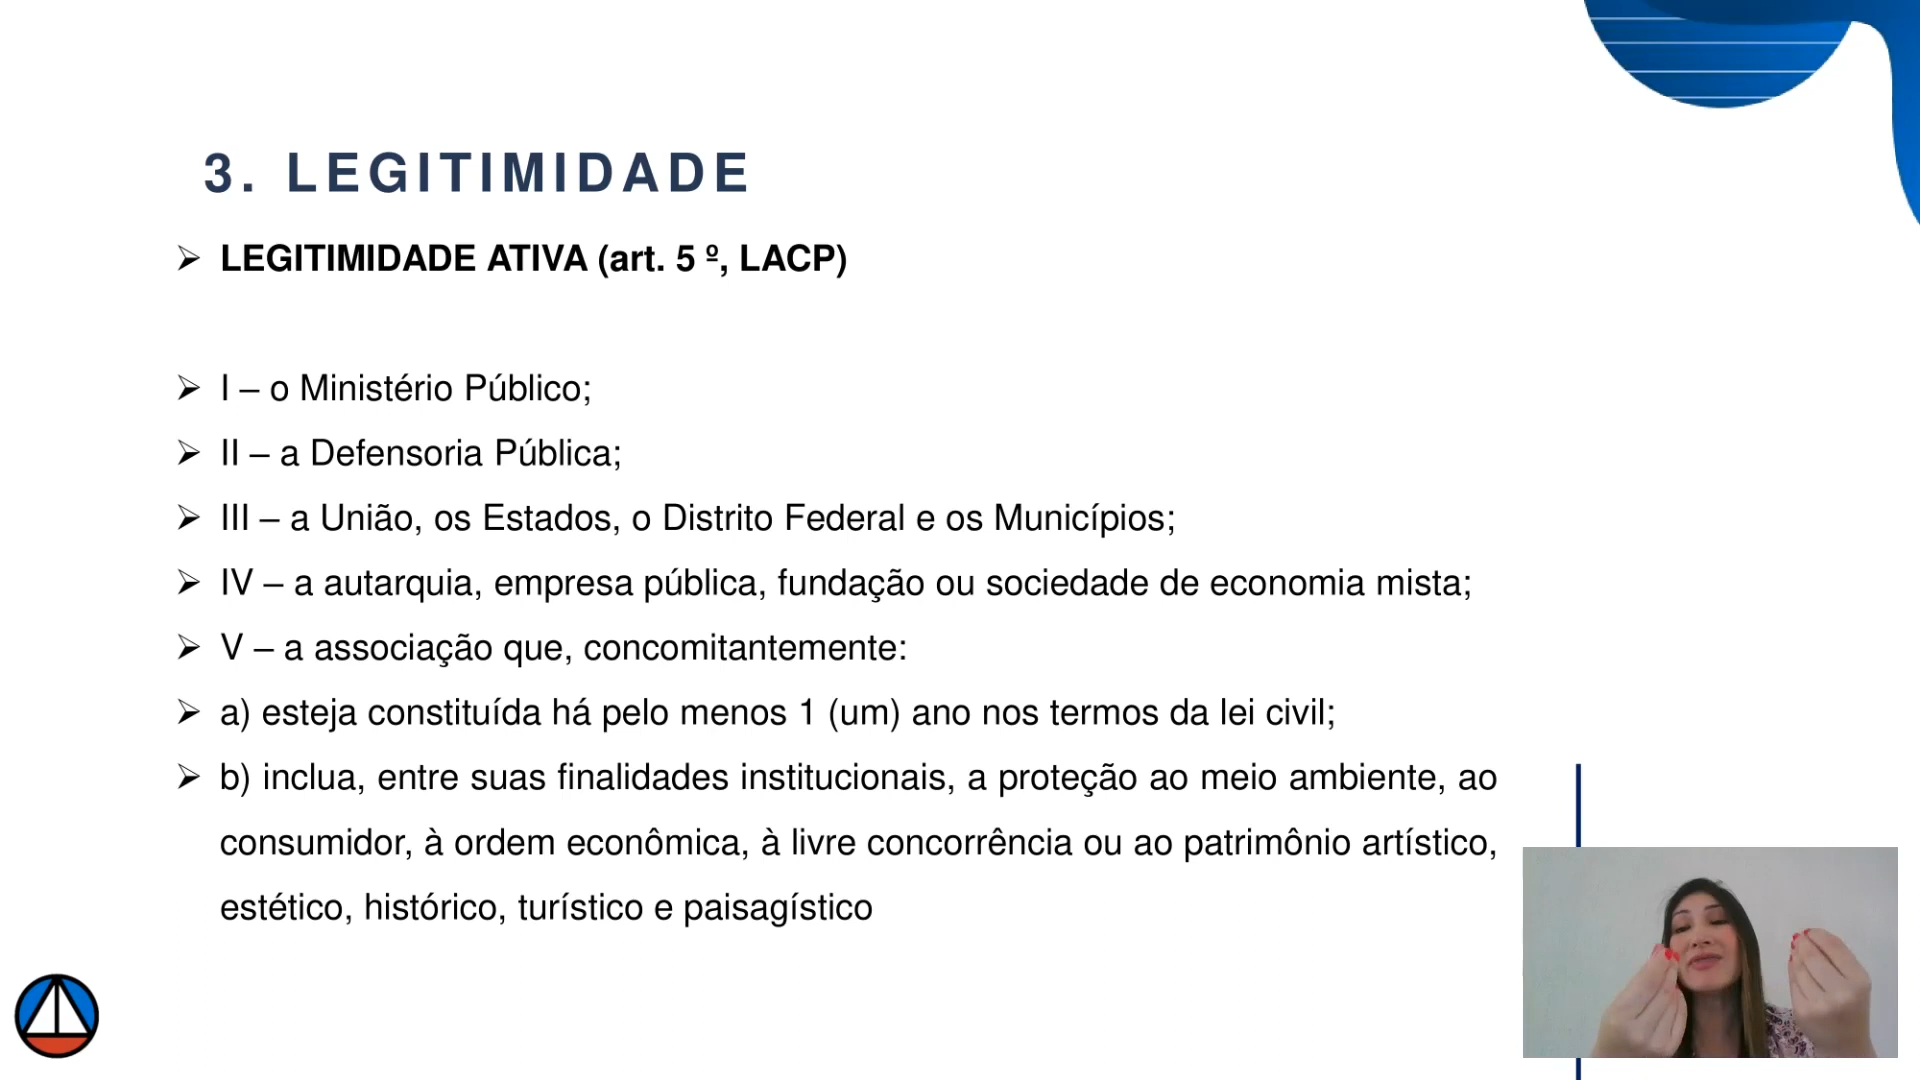 3. LEGITIMIDADE
LEGITIMIDADE ATIVA (art. 5 º, LACP)
I – o Ministério Público;
II – a Defensoria Pública;
III – a União, os Estados, o Distrito Federal e os Municípios;
IV – a autarquia, empresa pública, fundação ou sociedade de economia mista;
V – a associação que, concomitantemente:
a) esteja constituída há pelo menos 1 (um) ano nos termos da lei civil;
b) inclua, entre suas finalidades institucionais, a proteção ao meio ambiente, ao
consumidor, à ordem econômica, à livre concorrência ou ao patrimônio artístico,
estético, histórico, turístico e paisagístico